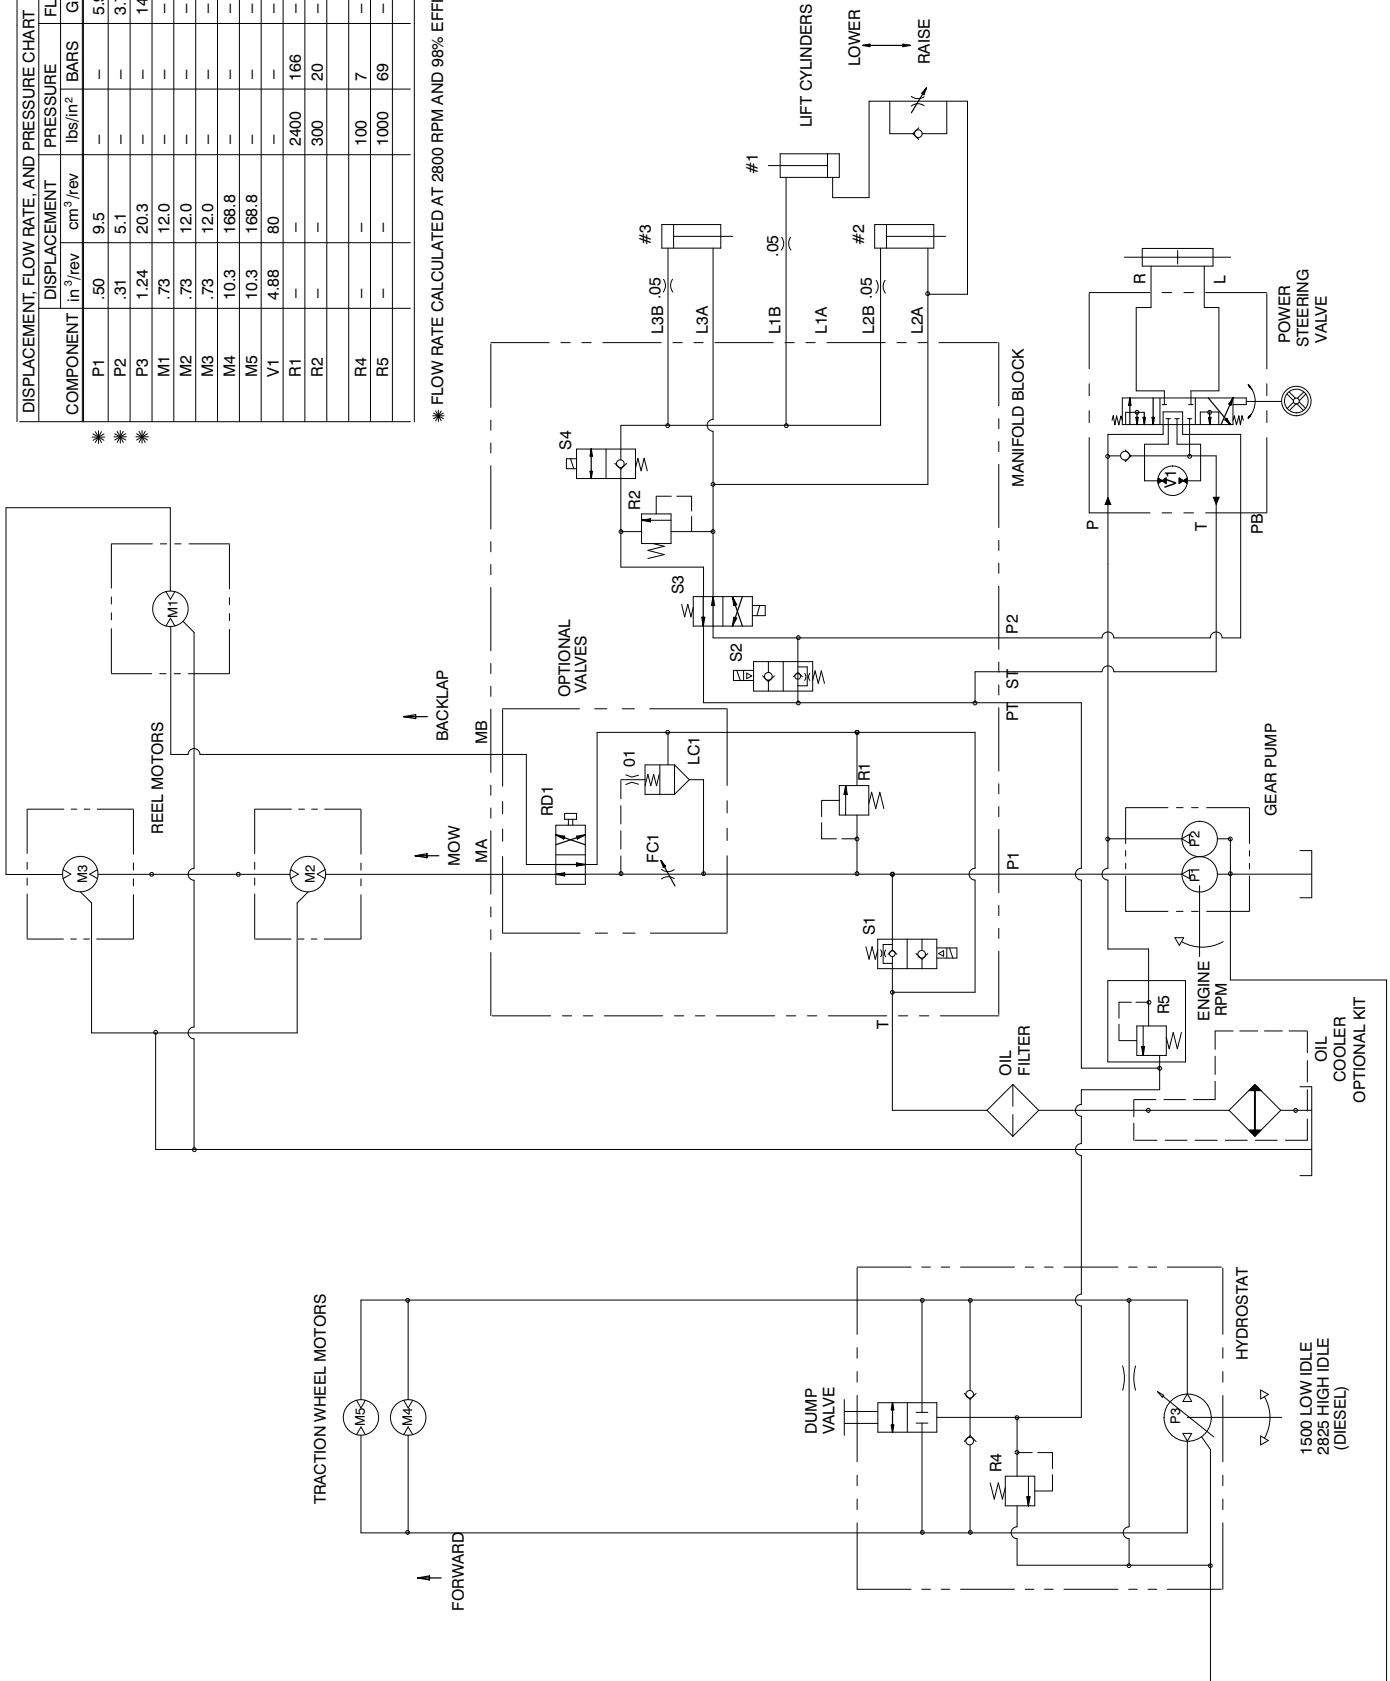 DISPLACEMENT, FLOW RATE, AND PRESSURE CHART
COMPONENT DISPLACEMENT PRESSURE
in³/rev cm³/rev lbs/in² BARS
✳ P1 .50 9.5 – –
✳ P2 .31 5.1 – –
✳ P3 1.24 20.3 – –
M1 .73 12.0 – – –
M2 .73 12.0 – – –
M3 .73 12.0 – – –
M4 10.3 168.8 – – –
M5 10.3 168.8 – – –
V1 4.88 80 – – –
R1 – – 2400 166 –
R2 – – 300 20 –
R4 – – 100 7 –
R5 – – 1000 69 –
✳ FLOW RATE CALCULATED AT 2800 RPM AND 98%
LIFT CYLINDERS
LOWER
RAISE
#1
#3
#2
L3B .05
L3A
L1B
.05
L1A
L2B .05
L2A
MANIFOLD BLOCK
S4
R2
S3
S2
OPTIONAL
VALVES
RD1
01
LC1
FC1
R1
S1
MB
MA
BACKLAP
MOW
REEL MOTORS
M1
M2
M3
P2
ST
PT
P1
T
POWER
STEERING
VALVE
R
L
V1
P
T
PB
GEAR PUMP
P2
P1
ENGINE
RPM
R5
OIL
FILTER
OIL
COOLER
OPTIONAL KIT
TRACTION WHEEL MOTORS
M5
M4
FORWARD
DUMP
VALVE
R4
P3
HYDROSTAT
1500 LOW IDLE
2825 HIGH IDLE
(DIESEL)